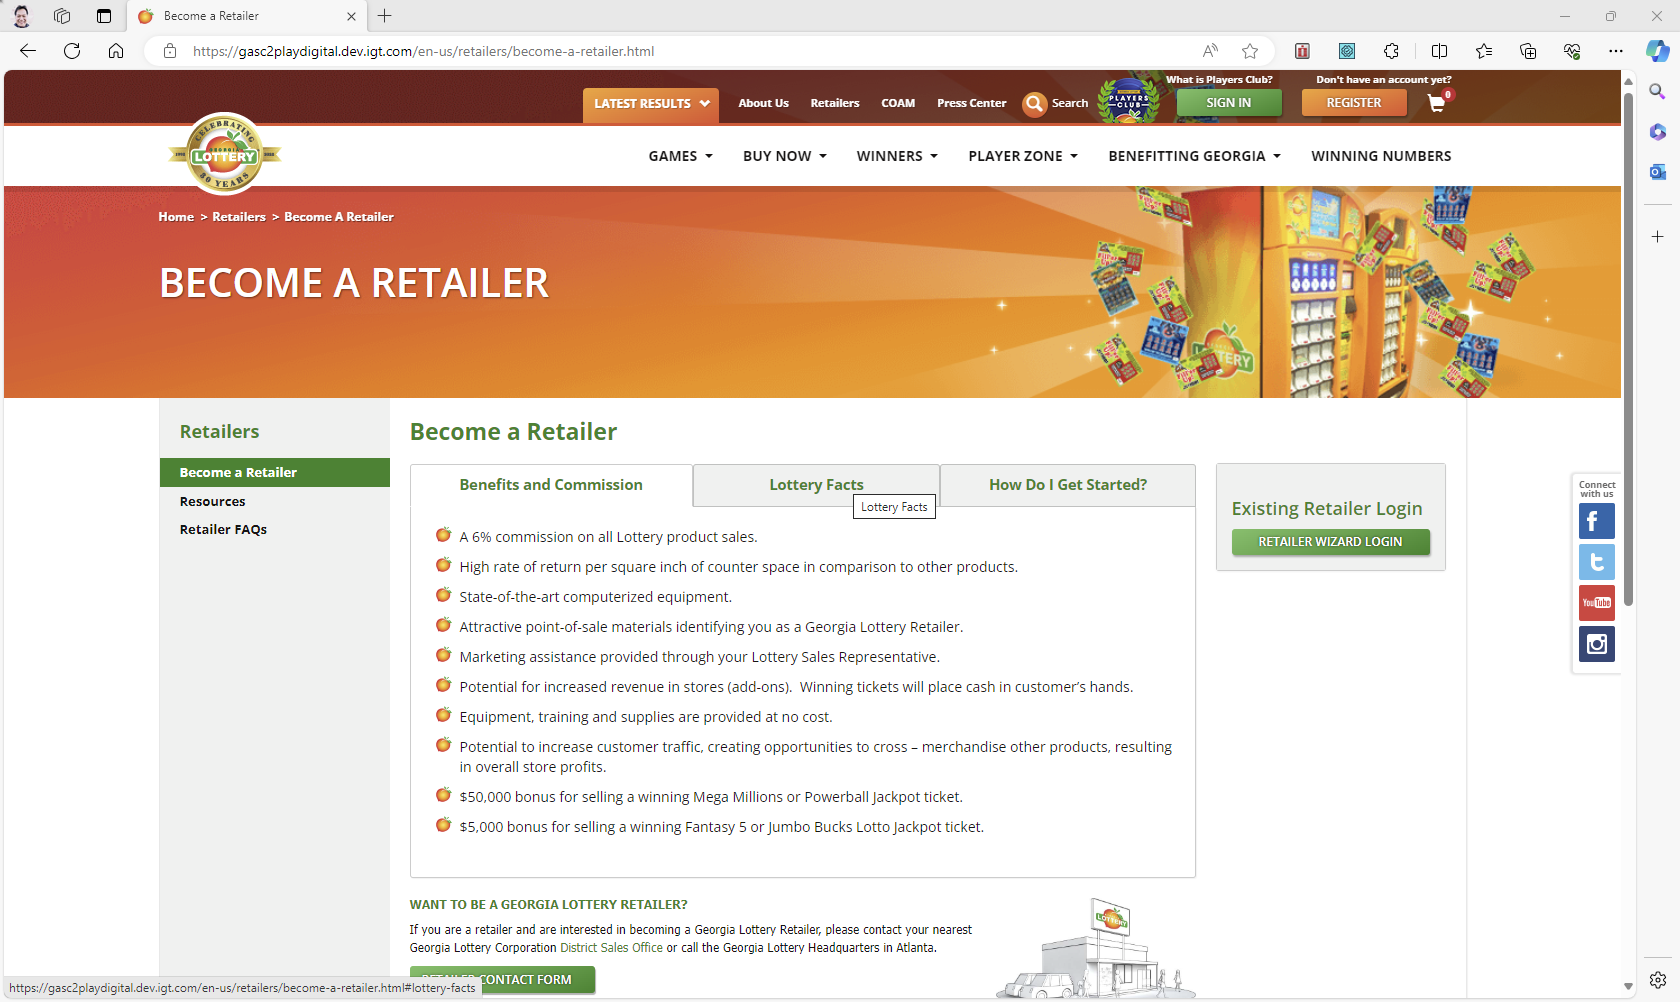 Become a Retailer
https://gasc2playdigital.dev.igt.com/en-us/retailers/become-a-retailer.html
What is Players Club?
Don't have an account yet?
LATEST RESULTS
About Us
Retailers
COAM
Press Center
Search
PLAYERS CLUB
SIGN IN
REGISTER
0
CELEBRATING
GEORGIA
LOTTERY
30 YEARS
GAMES
BUY NOW
WINNERS
PLAYER ZONE
BENEFITTING GEORGIA
WINNING NUMBERS
Home > Retailers > Become A Retailer
BECOME A RETAILER
LOTTERY
Retailers
Become a Retailer
Resources
Retailer FAQs
Become a Retailer
Benefits and Commission
Lottery Facts
How Do I Get Started?
Lottery Facts
A 6% commission on all Lottery product sales.
High rate of return per square inch of counter space in comparison to other products.
State-of-the-art computerized equipment.
Attractive point-of-sale materials identifying you as a Georgia Lottery Retailer.
Marketing assistance provided through your Lottery Sales Representative.
Potential for increased revenue in stores (add-ons). Winning tickets will place cash in customer's hands.
Equipment, training and supplies are provided at no cost.
Potential to increase customer traffic, creating opportunities to cross – merchandise other products, resulting
in overall store profits.
$50,000 bonus for selling a winning Mega Millions or Powerball Jackpot ticket.
$5,000 bonus for selling a winning Fantasy 5 or Jumbo Bucks Lotto Jackpot ticket.
Existing Retailer Login
RETAILER WIZARD LOGIN
Connect
with us
YouTube
WANT TO BE A GEORGIA LOTTERY RETAILER?
If you are a retailer and are interested in becoming a Georgia Lottery Retailer, please contact your nearest
Georgia Lottery Corporation District Sales Office or call the Georgia Lottery Headquarters in Atlanta.
RETAILER CONTACT FORM
LOTTERY
https://gasc2playdigital.dev.igt.com/en-us/retailers/become-a-retailer.html#lottery-facts